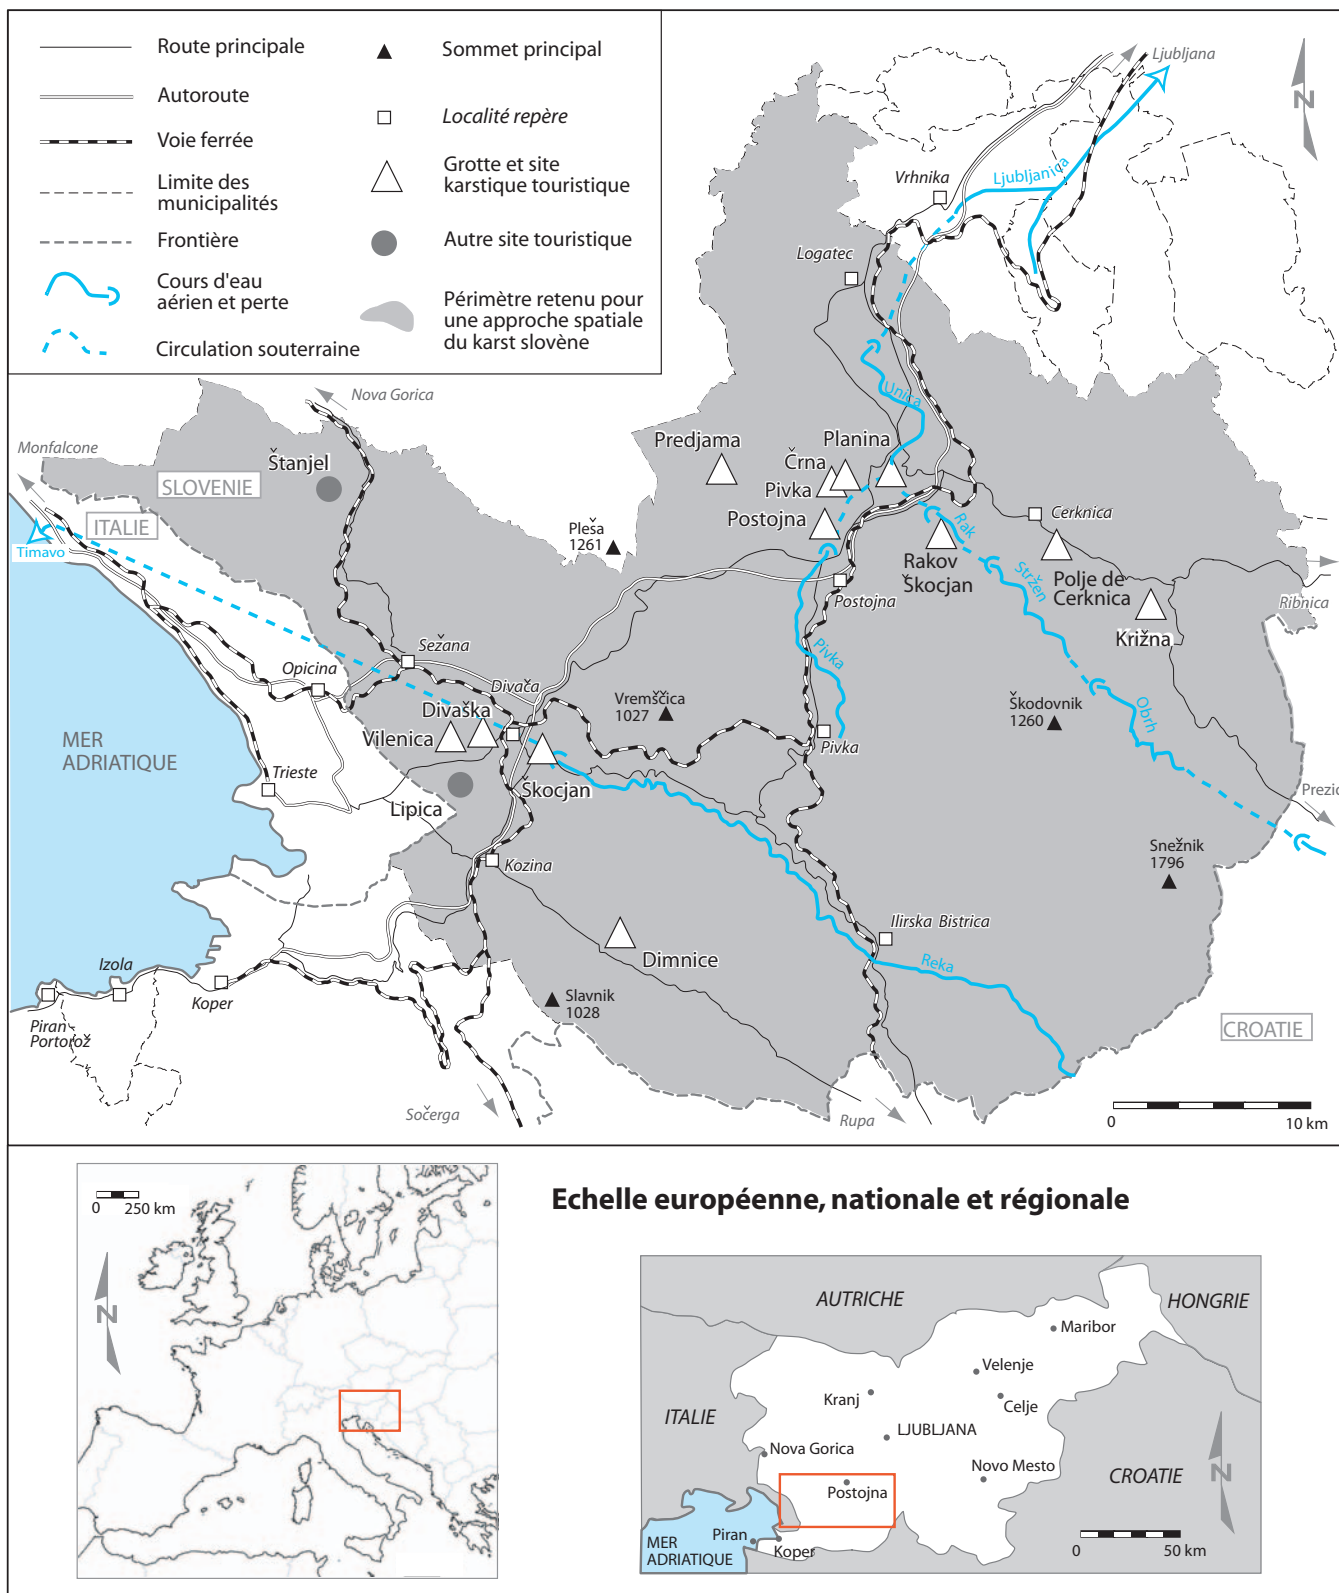 Route principale
Autoroute
Voie ferrée
Limite des
municipalités
Frontière
Cours d'eau
aérien et perte
Circulation souterraine
Sommet principal
Localité repère
Grotte et site
karstique touristique
Autre site touristique
Périmètre retenu pour
une approche spatiale
du karst slovène
Ljubljana
N
Vrhnika
Ljubljanica
Logatec
Unica
Nova Gorica
Monfalcone
Štanjel
SLOVENIE
ITALIE
Timavo
Predjama
Planina
Črna
Pivka
Postojna
Pleša
1261
Cerknica
Rak
Rakov
Škocjan
Stržen
Polje de
Cerknica
Ribnica
Križna
Postojna
Pivka
Sežana
Opicina
Divača
Divaška
Vilenica
Vremščica
1027
Škodovnik
1260
Obrh
Pivka
MER
ADRIATIQUE
Trieste
Lipica
Škocjan
Prezid
Snežnik
1796
Kozina
Ilirska Bistrica
Dimnice
Reka
Izola
Koper
Slavnik
1028
Piran -
Portorož
CROATIE
Sočerga
Rupa
0 10 km
Echelle européenne, nationale et régionale
0 250 km
N
AUTRICHE
HONGRIE
Maribor
Velenje
Kranj
Celje
ITALIE
LJUBLJANA
Nova Gorica
Novo Mesto
CROATIE
N
Postojna
Piran
MER
ADRIATIQUE
Koper
0 50 km